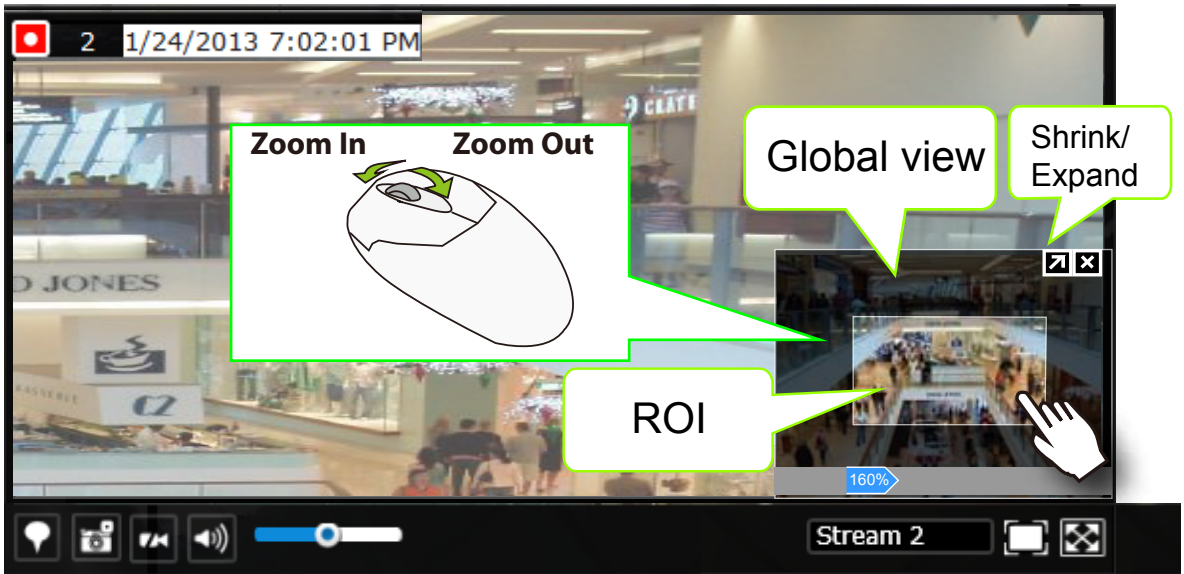 2 1/24/2013 7:02:01 PM
CRATE
Zoom In Zoom Out
Global view
Shrink/
Expand
JONES
ROI
160%
Stream 2